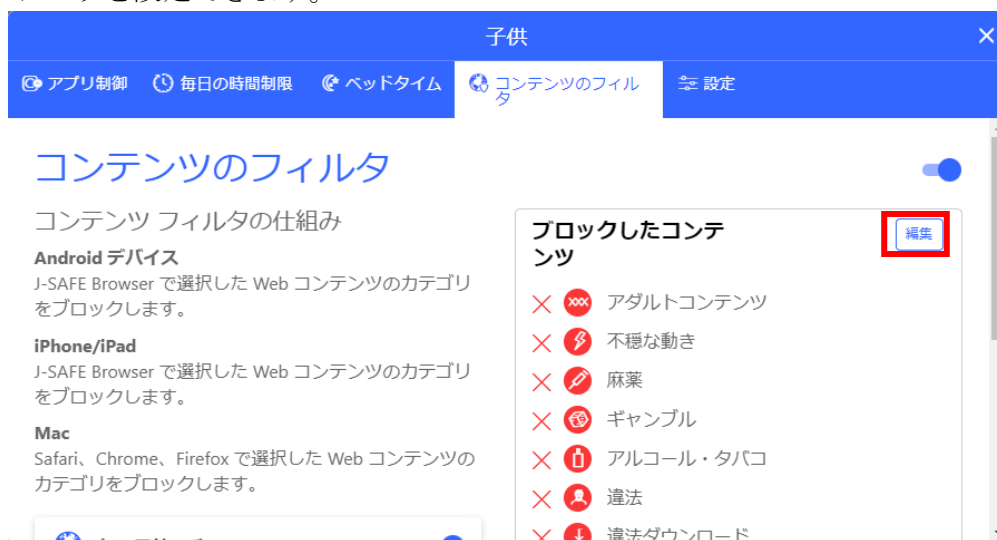 子供
アプリ制御
毎日の時間制限
ベッドタイム
コンテンツのフィル
タ
設定
コンテンツのフィルタ
コンテンツ フィルタの仕組み
Android デバイス
J-SAFE Browser で選択した Web コンテンツのカテゴリ
をブロックします。
iPhone/iPad
J-SAFE Browser で選択した Web コンテンツのカテゴリ
をブロックします。
Mac
Safari、Chrome、Firefox で選択した Web コンテンツの
カテゴリをブロックします。
ブロックしたコンテ
ンツ
編集
アダルトコンテンツ
不穏な動き
麻薬
ギャンブル
アルコール・タバコ
違法
違法ダウンロード